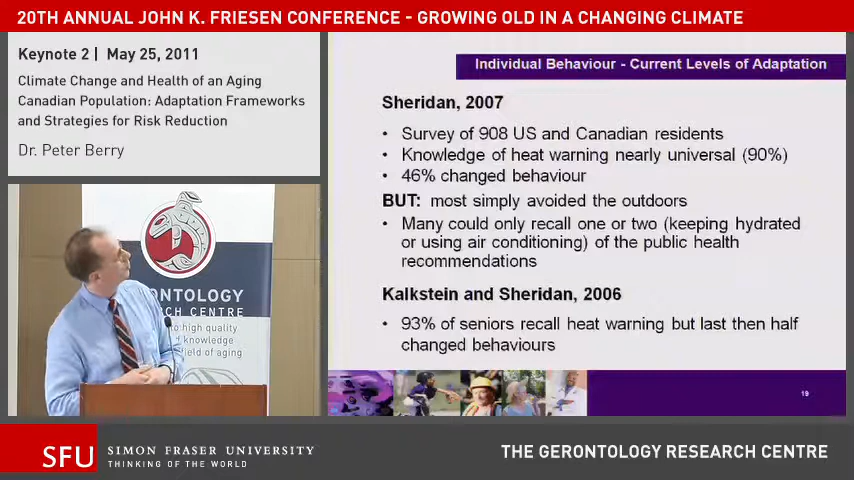 20TH ANNUAL JOHN K. FRIESEN CONFERENCE - GROWING OLD IN A CHANGING CLIMATE
Keynote 2 | May 25, 2011
Climate Change and Health of an Aging
Canadian Population: Adaptation Frameworks
and Strategies for Risk Reduction
Dr. Peter Berry
ONTOLOGY
RCH CENTRE
to high quality
knowledge
field of aging
Individual Behaviour - Current Levels of Adaptation
Sheridan, 2007
• Survey of 908 US and Canadian residents
• Knowledge of heat warning nearly universal (90%)
• 46% changed behaviour
BUT: most simply avoided the outdoors
• Many could only recall one or two (keeping hydrated
or using air conditioning) of the public health
recommendations
Kalkstein and Sheridan, 2006
• 93% of seniors recall heat warning but last then half
changed behaviours
19
SFU
SIMON FRASER UNIVERSITY
THINKING OF THE WORLD
THE GERONTOLOGY RESEARCH CENTRE